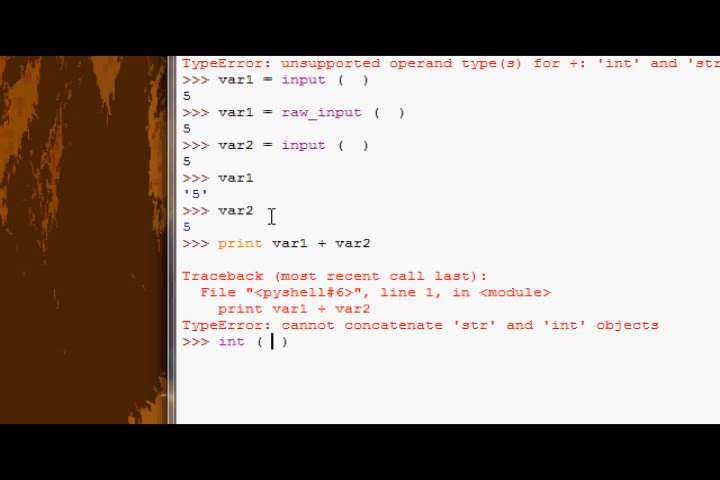 TypeError: unsupported operand type(s) for +: 'int' and 'str
>>> var1 = input (  )
5
>>> var1 = raw_input (  )
5
>>> var2 = input (  )
5
>>> var1
'5'
>>> var2
5
>>> print var1 + var2
Traceback (most recent call last):
  File "<pyshell#6>", line 1, in <module>
    print var1 + var2
TypeError: cannot concatenate 'str' and 'int' objects
>>> int (  )